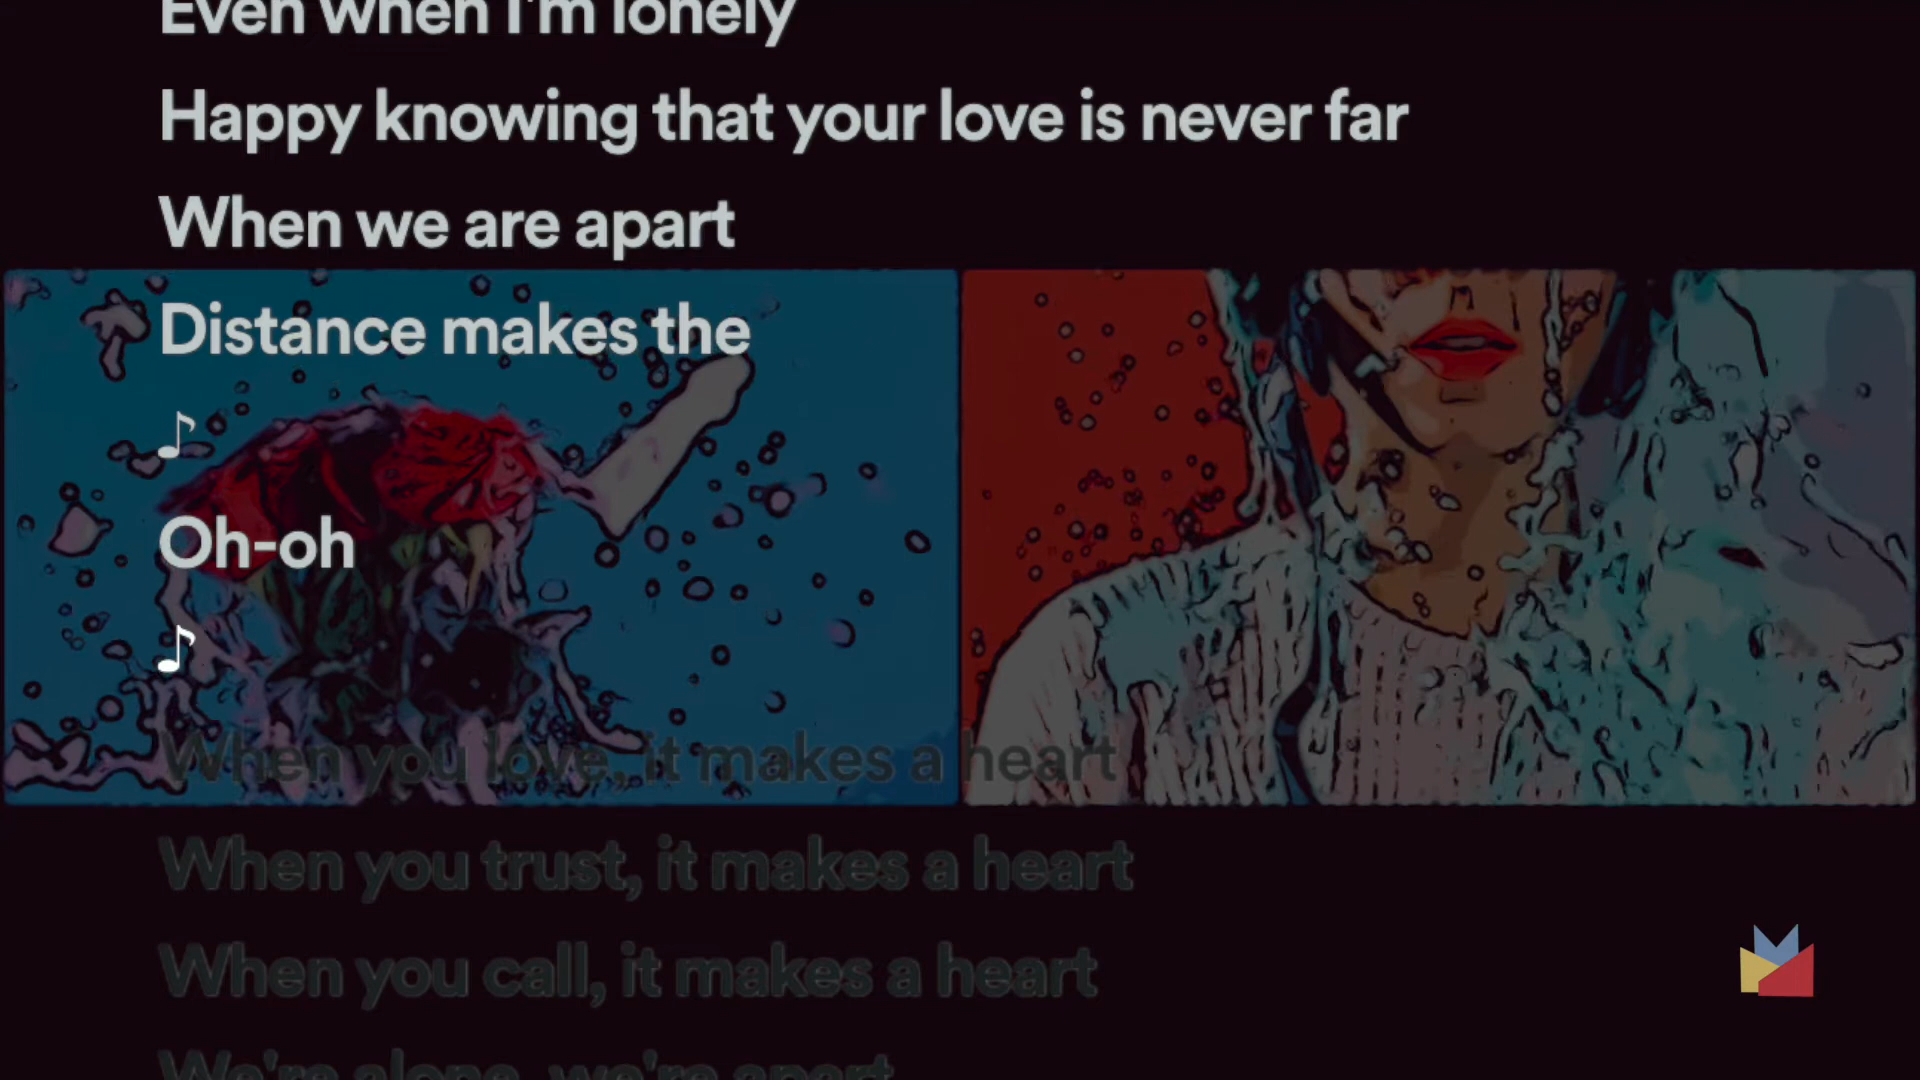 Even when I'm lonely
Happy knowing that your love is never far
When we are apart
Distance makes the
♪
Oh-oh
♪
When you love, it makes a heart
When you trust, it makes a heart
When you call, it makes a heart
We're alone, we're apart